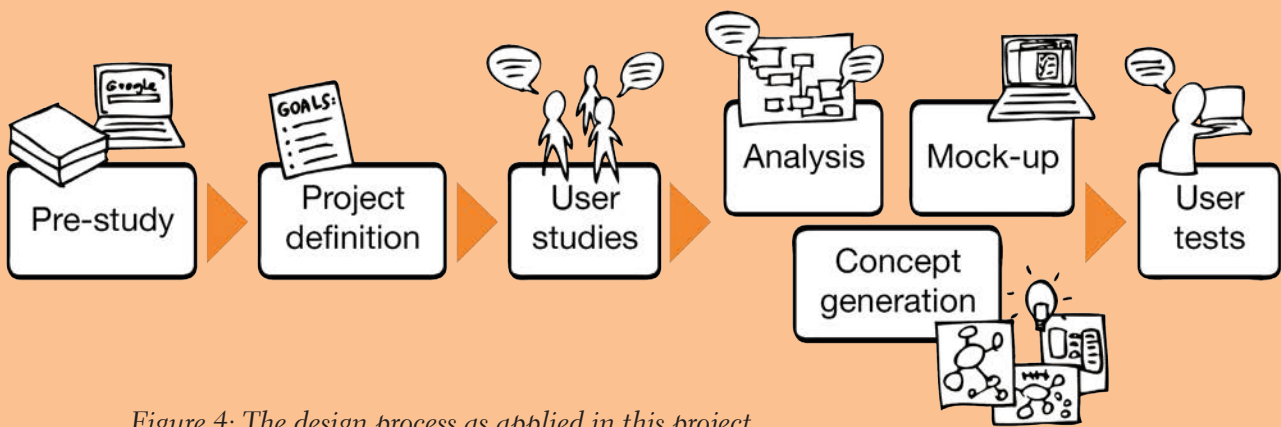 Google
GOALS:
Pre-study
Project
definition
User
studies
Analysis
Mock-up
Concept
generation
User
tests
Figure 4: The design process as applied in this project